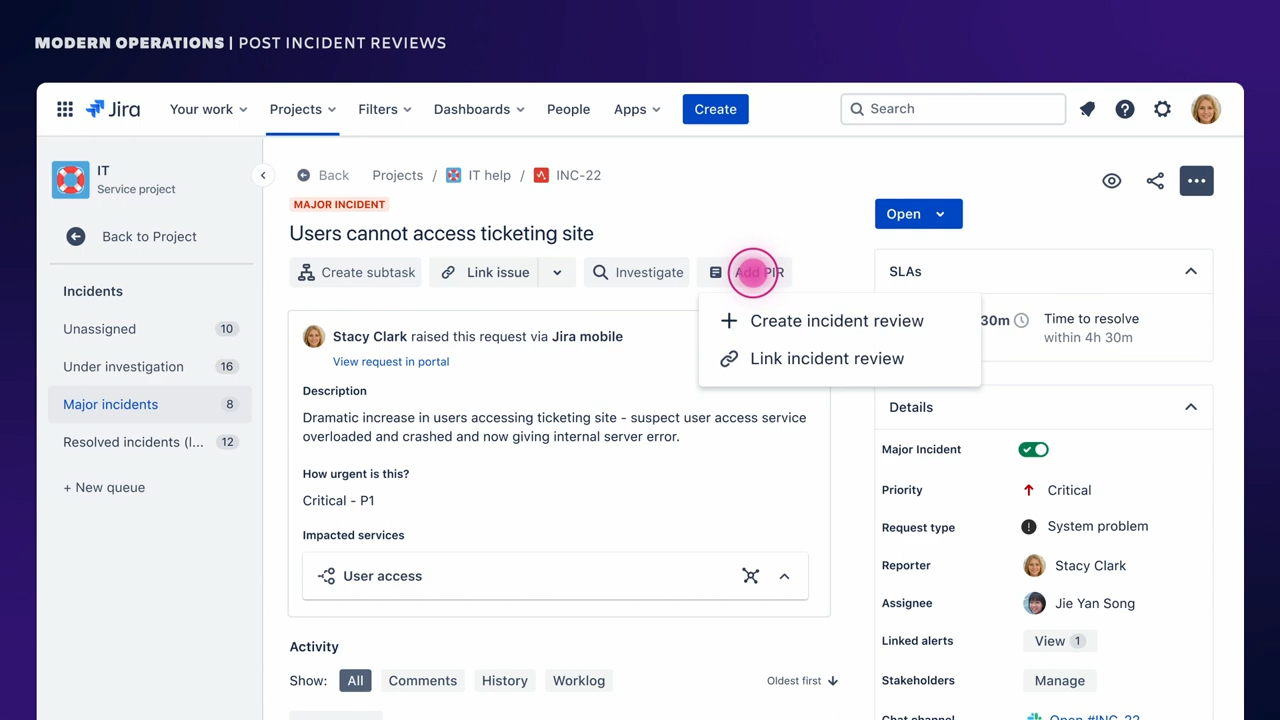 MODERN OPERATIONS | POST INCIDENT REVIEWS
Jira
Your work
Projects
Filters
Dashboards
People
Apps
Create
Search
IT
Service project
Back to Project
Incidents
Unassigned 10
Under investigation 16
Major incidents 8
Resolved incidents (I... 12
+ New queue
Back Projects / IT help / INC-22
MAJOR INCIDENT
Users cannot access ticketing site
Create subtask
Link issue
Investigate
Add PIR
Create incident review
Link incident review
Stacy Clark raised this request via Jira mobile
View request in portal
Description
Dramatic increase in users accessing ticketing site - suspect user access service
overloaded and crashed and now giving internal server error.
How urgent is this?
Critical - P1
Impacted services
User access
Activity
Show: All Comments History Worklog
Oldest first
Open
SLAs
30m Time to resolve
within 4h 30m
Details
Major Incident
Priority Critical
Request type System problem
Reporter Stacy Clark
Assignee Jie Yan Song
Linked alerts View 1
Stakeholders Manage
Chat channel Open #INC-22